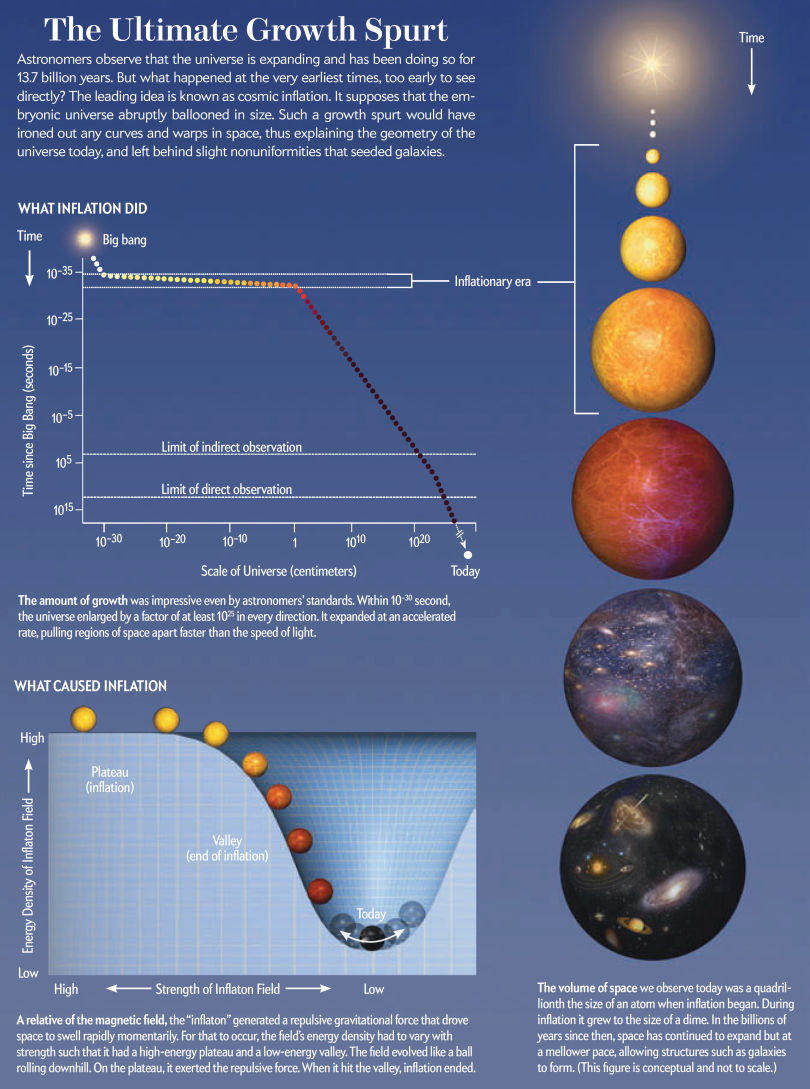 The Ultimate Growth Spurt
Astronomers observe that the universe is expanding and has been doing so for
13.7 billion years. But what happened at the very earliest times, too early to see
directly? The leading idea is known as cosmic inflation. It supposes that the em-
bryonic universe abruptly ballooned in size. Such a growth spurt would have
ironed out any curves and warps in space, thus explaining the geometry of the
universe today, and left behind slight nonuniformities that seeded galaxies.
Time
WHAT INFLATION DID
Time
Big bang
Inflationary era
Time since Big Bang (seconds)
10⁻³⁵
10⁻²⁵
10⁻¹⁵
10⁻⁵
10⁵
10¹⁵
Limit of indirect observation
Limit of direct observation
10⁻³⁰
10⁻²⁰
10⁻¹⁰
1
10¹⁰
10²⁰
Scale of Universe (centimeters)
Today
The amount of growth was impressive even by astronomers' standards. Within 10⁻³⁰ second,
the universe enlarged by a factor of at least 10²⁵ in every direction. It expanded at an accelerated
rate, pulling regions of space apart faster than the speed of light.
WHAT CAUSED INFLATION
High
Energy Density of Inflaton Field
Low
Plateau
(inflation)
Valley
(end of inflation)
Today
High
Strength of Inflaton Field
Low
A relative of the magnetic field, the “inflaton” generated a repulsive gravitational force that drove
space to swell rapidly momentarily. For that to occur, the field's energy density had to vary with
strength such that it had a high-energy plateau and a low-energy valley. The field evolved like a ball
rolling downhill. On the plateau, it exerted the repulsive force. When it hit the valley, inflation ended.
The volume of space we observe today was a quadril-
lionth the size of an atom when inflation began. During
inflation it grew to the size of a dime. In the billions of
years since then, space has continued to expand but at
a mellower pace, allowing structures such as galaxies
to form. (This figure is conceptual and not to scale.)